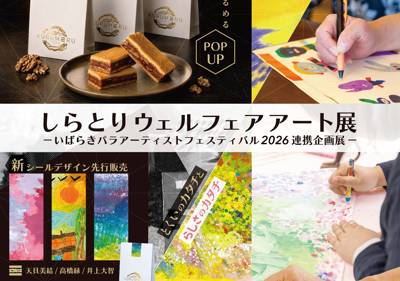 るめる
POP
UP
しらとりウェルフェアアート展
－いばらきパラアーティストフェスティバル2026 連携企画展－
新シールデザイン先行販売
とくいのカタチと
らしさのカタチ
天貝美結 / 高橋緑 / 井上大智